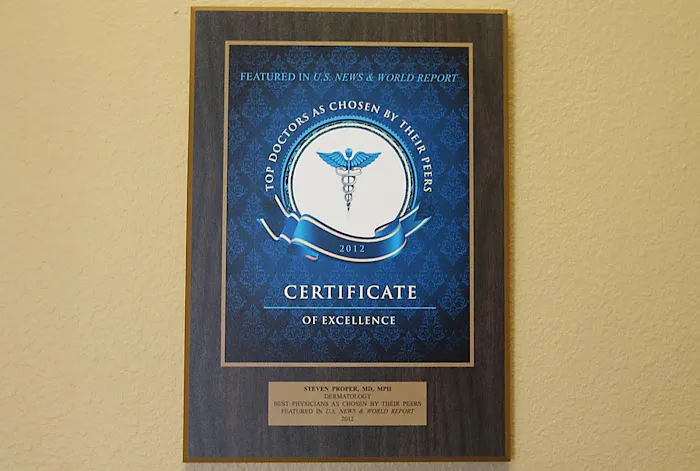 FEATURED IN U.S. NEWS & WORLD REPORT
TOP DOCTORS AS CHOSEN BY THEIR PEERS
2012
CERTIFICATE
OF EXCELLENCE
STEVEN PROPER, MD, MPH
DERMATOLOGY
BEST PHYSICIANS AS CHOSEN BY THEIR PEERS
FEATURED IN U.S. NEWS & WORLD REPORT
2012